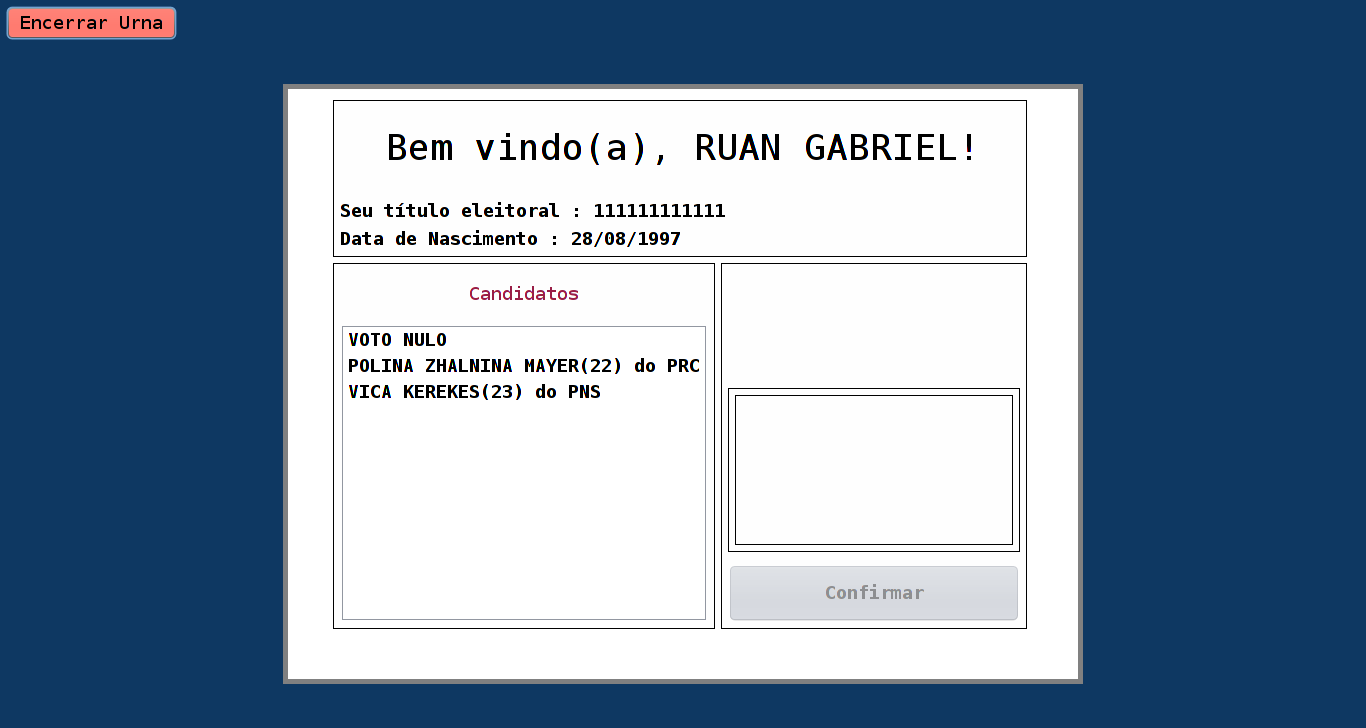 Encerrar Urna
Bem vindo(a), RUAN GABRIEL!
Seu título eleitoral : 111111111111
Data de Nascimento : 28/08/1997
Candidatos
VOTO NULO
POLINA ZHALNINA MAYER(22) do PRC
VICA KEREKES(23) do PNS
Confirmar